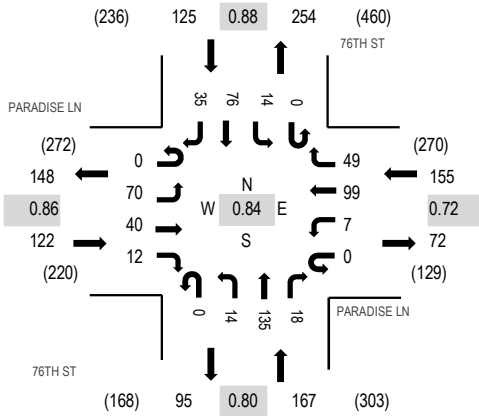 (236) 125 0.88 254 (460)
76TH ST
35 76 14 0
PARADISE LN
(272) (270)
0 49
148 155
70 N 99
0.86 W 0.84 E 0.72
40 S 7
122 72
12 0
(220) (129)
0 14 135 18
PARADISE LN
76TH ST
(168) 95 0.80 167 (303)